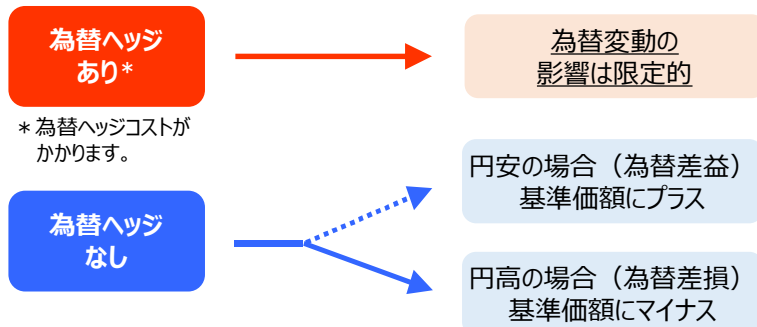 為替ヘッジ
あり*
為替変動の
影響は限定的
*為替ヘッジコストが
かかります。
円安の場合（為替差益）
基準価額にプラス
為替ヘッジ
なし
円高の場合（為替差損）
基準価額にマイナス